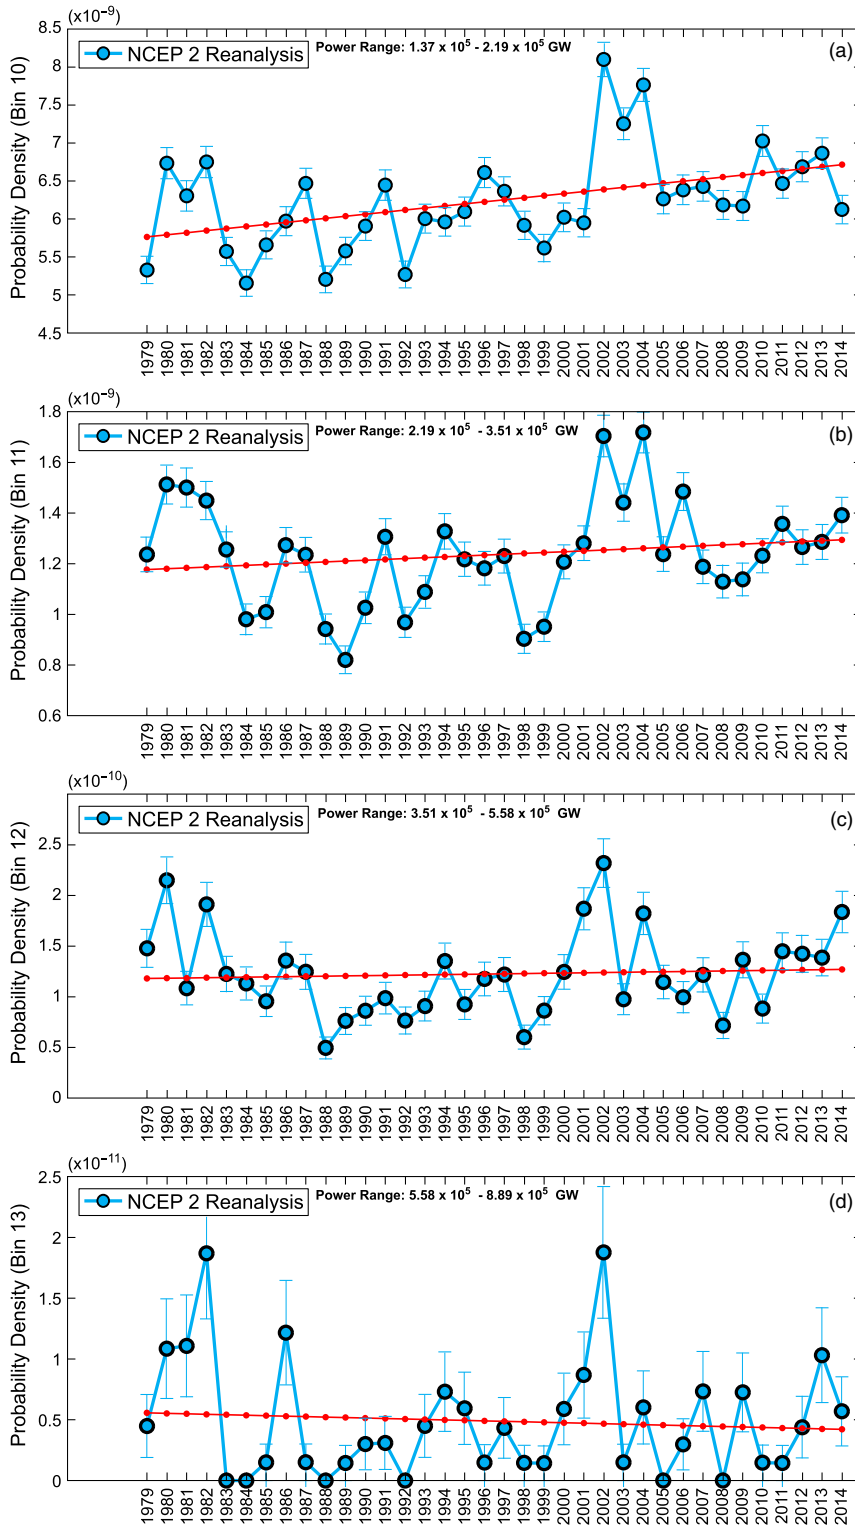 (x10⁻⁹)
8.5
8
7
6.5
6
5.5
5
4.5
Probability Density (Bin 10)
NCEP 2 Reanalysis
Power Range: 1.37 x 10⁵ - 2.19 x 10⁵ GW
(a)
1979 1980 1981 1982 1983 1984 1985 1986 1987 1988 1989 1990 1991 1992 1993 1994 1995 1996 1997 1998 1999 2000 2001 2002 2003 2004 2005 2006 2007 2008 2009 2010 2011 2012 2013 2014
(x10⁻⁹)
1.8
1.6
1.4
1.2
1
0.8
0.6
Probability Density (Bin 11)
NCEP 2 Reanalysis
Power Range: 2.19 x 10⁵ - 3.51 x 10⁵ GW
(b)
1979 1980 1981 1982 1983 1984 1985 1986 1987 1988 1989 1990 1991 1992 1993 1994 1995 1996 1997 1998 1999 2000 2001 2002 2003 2004 2005 2006 2007 2008 2009 2010 2011 2012 2013 2014
(x10⁻¹⁰)
2.5
2
1.5
1
0.5
0
Probability Density (Bin 12)
NCEP 2 Reanalysis
Power Range: 3.51 x 10⁵ - 5.58 x 10⁵ GW
(c)
1979 1980 1981 1982 1983 1984 1985 1986 1987 1988 1989 1990 1991 1992 1993 1994 1995 1996 1997 1998 1999 2000 2001 2002 2003 2004 2005 2006 2007 2008 2009 2010 2011 2012 2013 2014
(x10⁻¹¹)
2.5
2
1.5
1
0.5
0
Probability Density (Bin 13)
NCEP 2 Reanalysis
Power Range: 5.58 x 10⁵ - 8.89 x 10⁵ GW
(d)
1979 1980 1981 1982 1983 1984 1985 1986 1987 1988 1989 1990 1991 1992 1993 1994 1995 1996 1997 1998 1999 2000 2001 2002 2003 2004 2005 2006 2007 2008 2009 2010 2011 2012 2013 2014